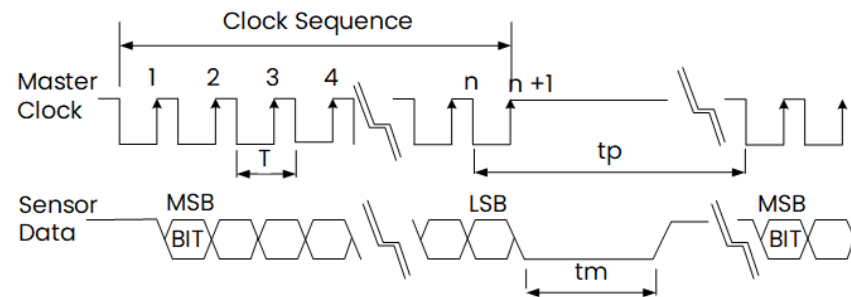 Clock Sequence
Master Clock
1 2 3 4 n n +1
T
tp
Sensor Data
MSB
BIT
LSB
MSB
BIT
tm